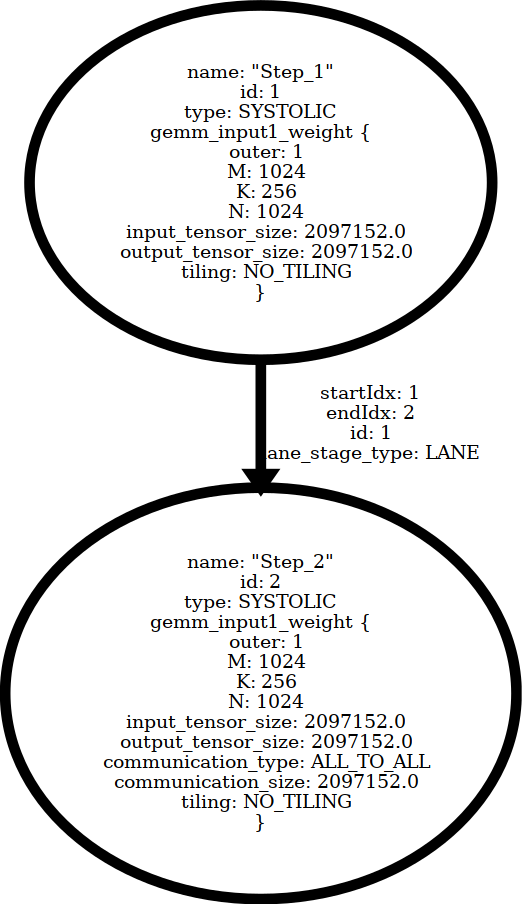 name: "Step_1"
id: 1
type: SYSTOLIC
gemm_input1_weight {
outer: 1
M: 1024
K: 256
N: 1024
input_tensor_size: 2097152.0
output_tensor_size: 2097152.0
tiling: NO_TILING
}
startIdx: 1
endIdx: 2
id: 1
ane_stage_type: LANE
name: "Step_2"
id: 2
type: SYSTOLIC
gemm_input1_weight {
outer: 1
M: 1024
K: 256
N: 1024
input_tensor_size: 2097152.0
output_tensor_size: 2097152.0
communication_type: ALL_TO_ALL
communication_size: 2097152.0
tiling: NO_TILING
}